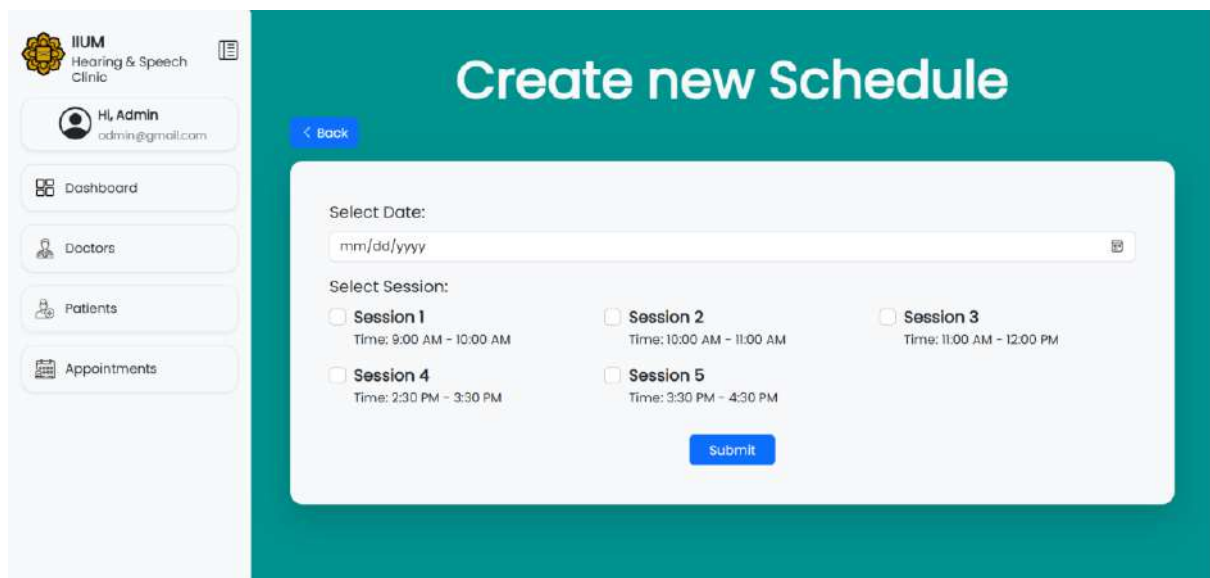 IIUM
Hearing & Speech
Clinic
Hi, Admin
admin@gmail.com
Dashboard
Doctors
Patients
Appointments
Create new Schedule
< Back
Select Date:
mm/dd/yyyy
Select Session:
Session 1
Time: 9:00 AM - 10:00 AM
Session 2
Time: 10:00 AM - 11:00 AM
Session 3
Time: 11:00 AM - 12:00 PM
Session 4
Time: 2:30 PM - 3:30 PM
Session 5
Time: 3:30 PM - 4:30 PM
Submit